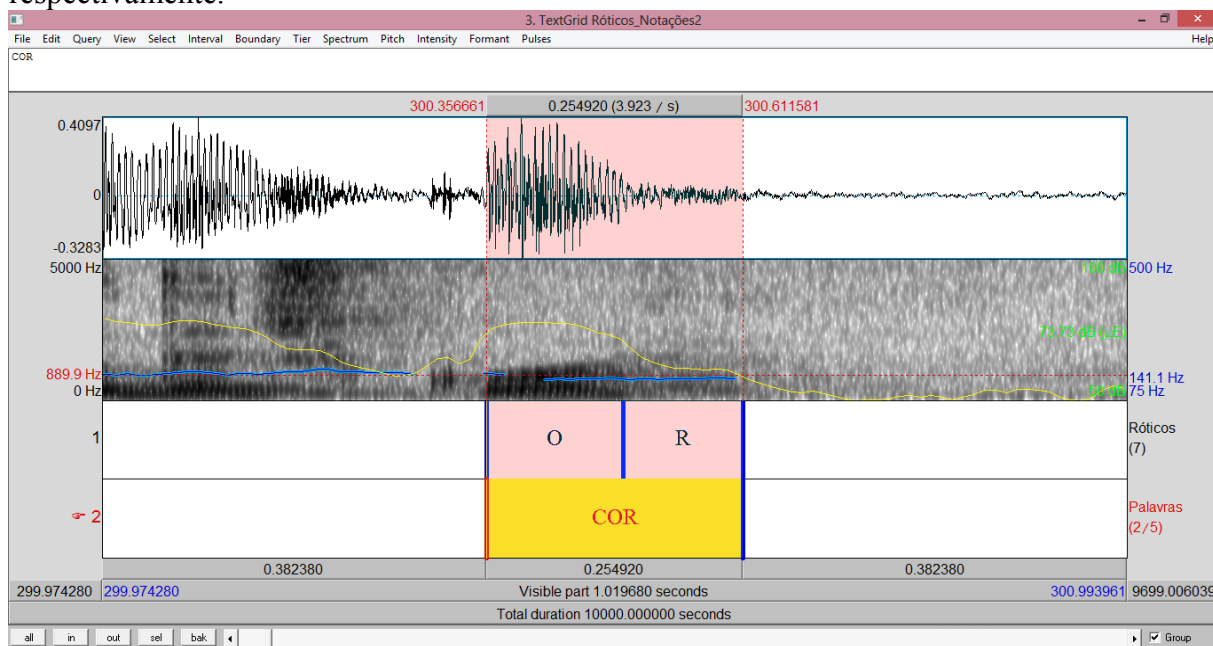 respectivamente.
3. TextGrid Róticos_Notações2
File Edit Query View Select Interval Boundary Tier Spectrum Pitch Intensity Formant Pulses Help
COR
300.356661 0.254920 (3.923 / s) 300.611581
0.4097
0
-0.3283
5000 Hz 100 dB 500 Hz
73.73 dB (µE)
889.9 Hz 141.1 Hz
0 Hz 75 Hz
1 O R Róticos
(7)
2 COR Palavras
(2/5)
0.382380 0.254920 0.382380
299.974280 299.974280 Visible part 1.019680 seconds 300.993961 9699.006039
Total duration 10000.000000 seconds
all in out sel bak Group